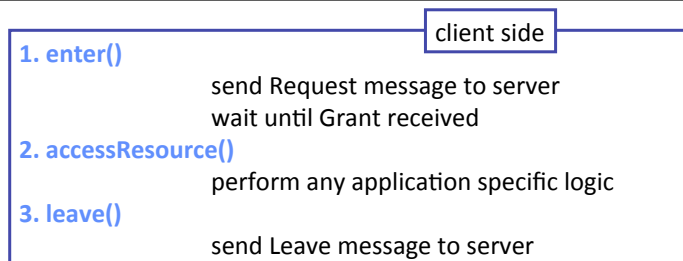 client side
1. enter()
send Request message to server
wait until Grant received
2. accessResource()
perform any application specific logic
3. leave()
send Leave message to server